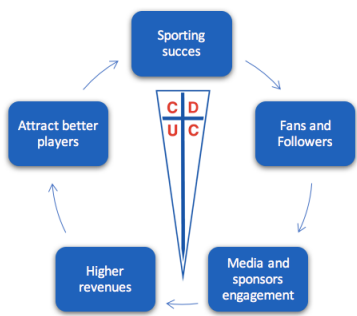 Sporting
succes
Fans and
Followers
Media and
sponsors
engagement
Higher
revenues
Attract better
players
C D
U C